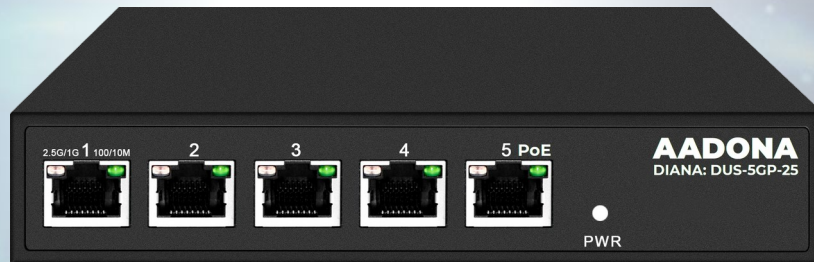 2.5G/1G 1 100/10M 2 3 4 5 PoE
AADONA
DIANA: DUS-5GP-25
PWR